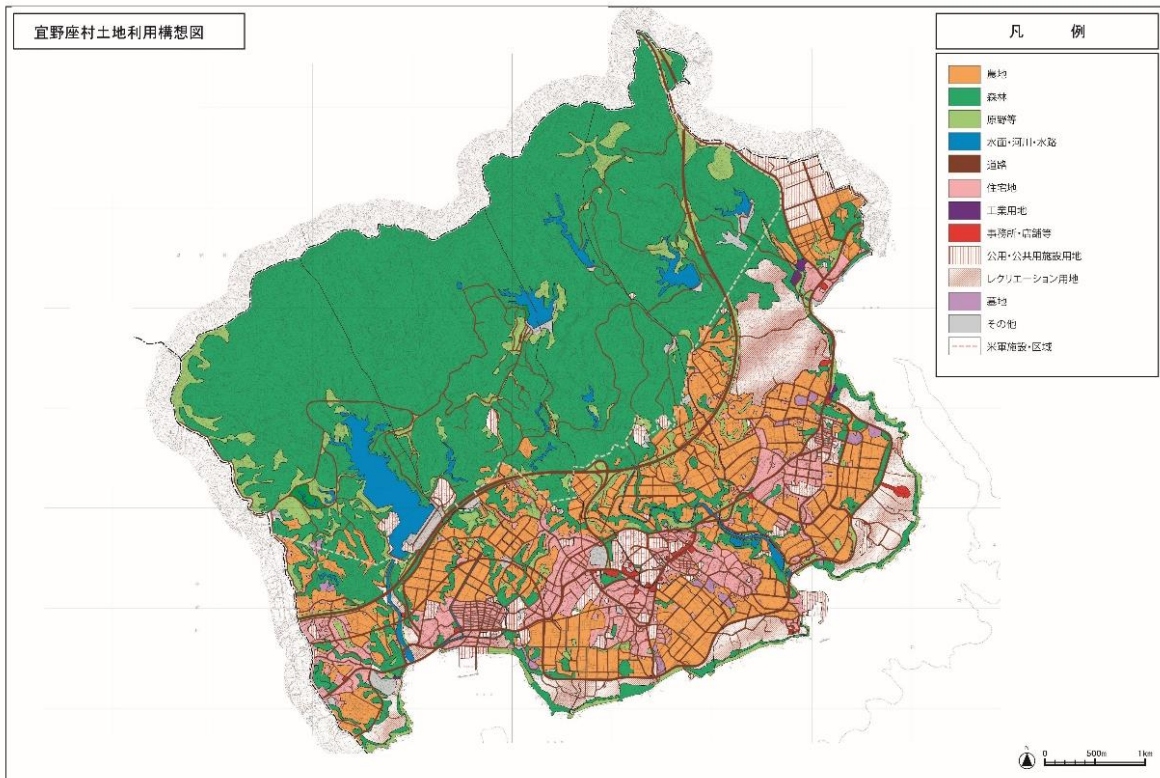 宜野座村土地利用構想図
凡 例
農地
森林
原野等
水面・河川・水路
道路
住宅地
工業用地
事務所・店舗等
公用・公共用施設用地
レクリエーション用地
墓地
その他
米軍施設・区域
N
0 500m 1km